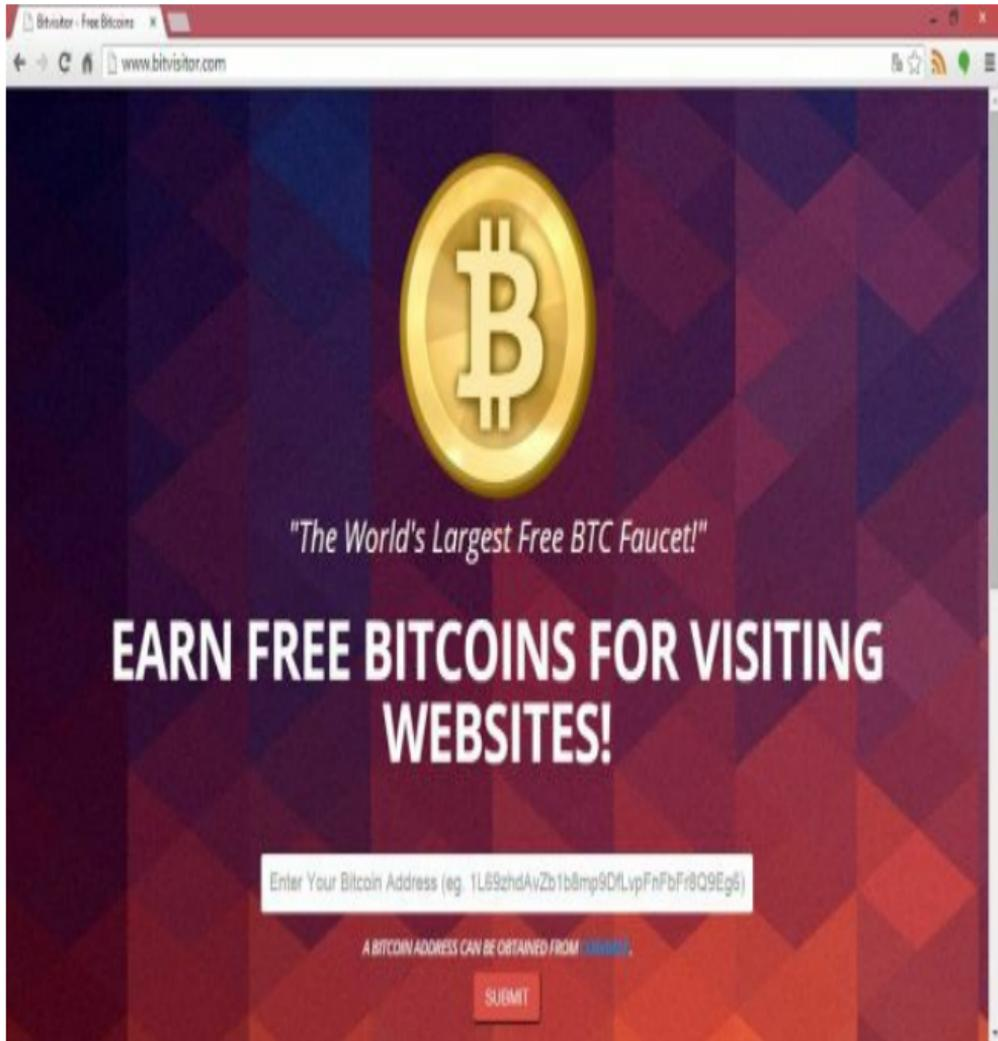 Bitvisitor - Free Bitcoins
www.bitvisitor.com
"The World's Largest Free BTC Faucet!"
EARN FREE BITCOINS FOR VISITING
WEBSITES!
Enter Your Bitcoin Address (eg. 1L69zhdAvZb1b8mp9DfLvpFnFbFr8Q9Eg6)
A BITCOIN ADDRESS CAN BE OBTAINED FROM
SUBMIT